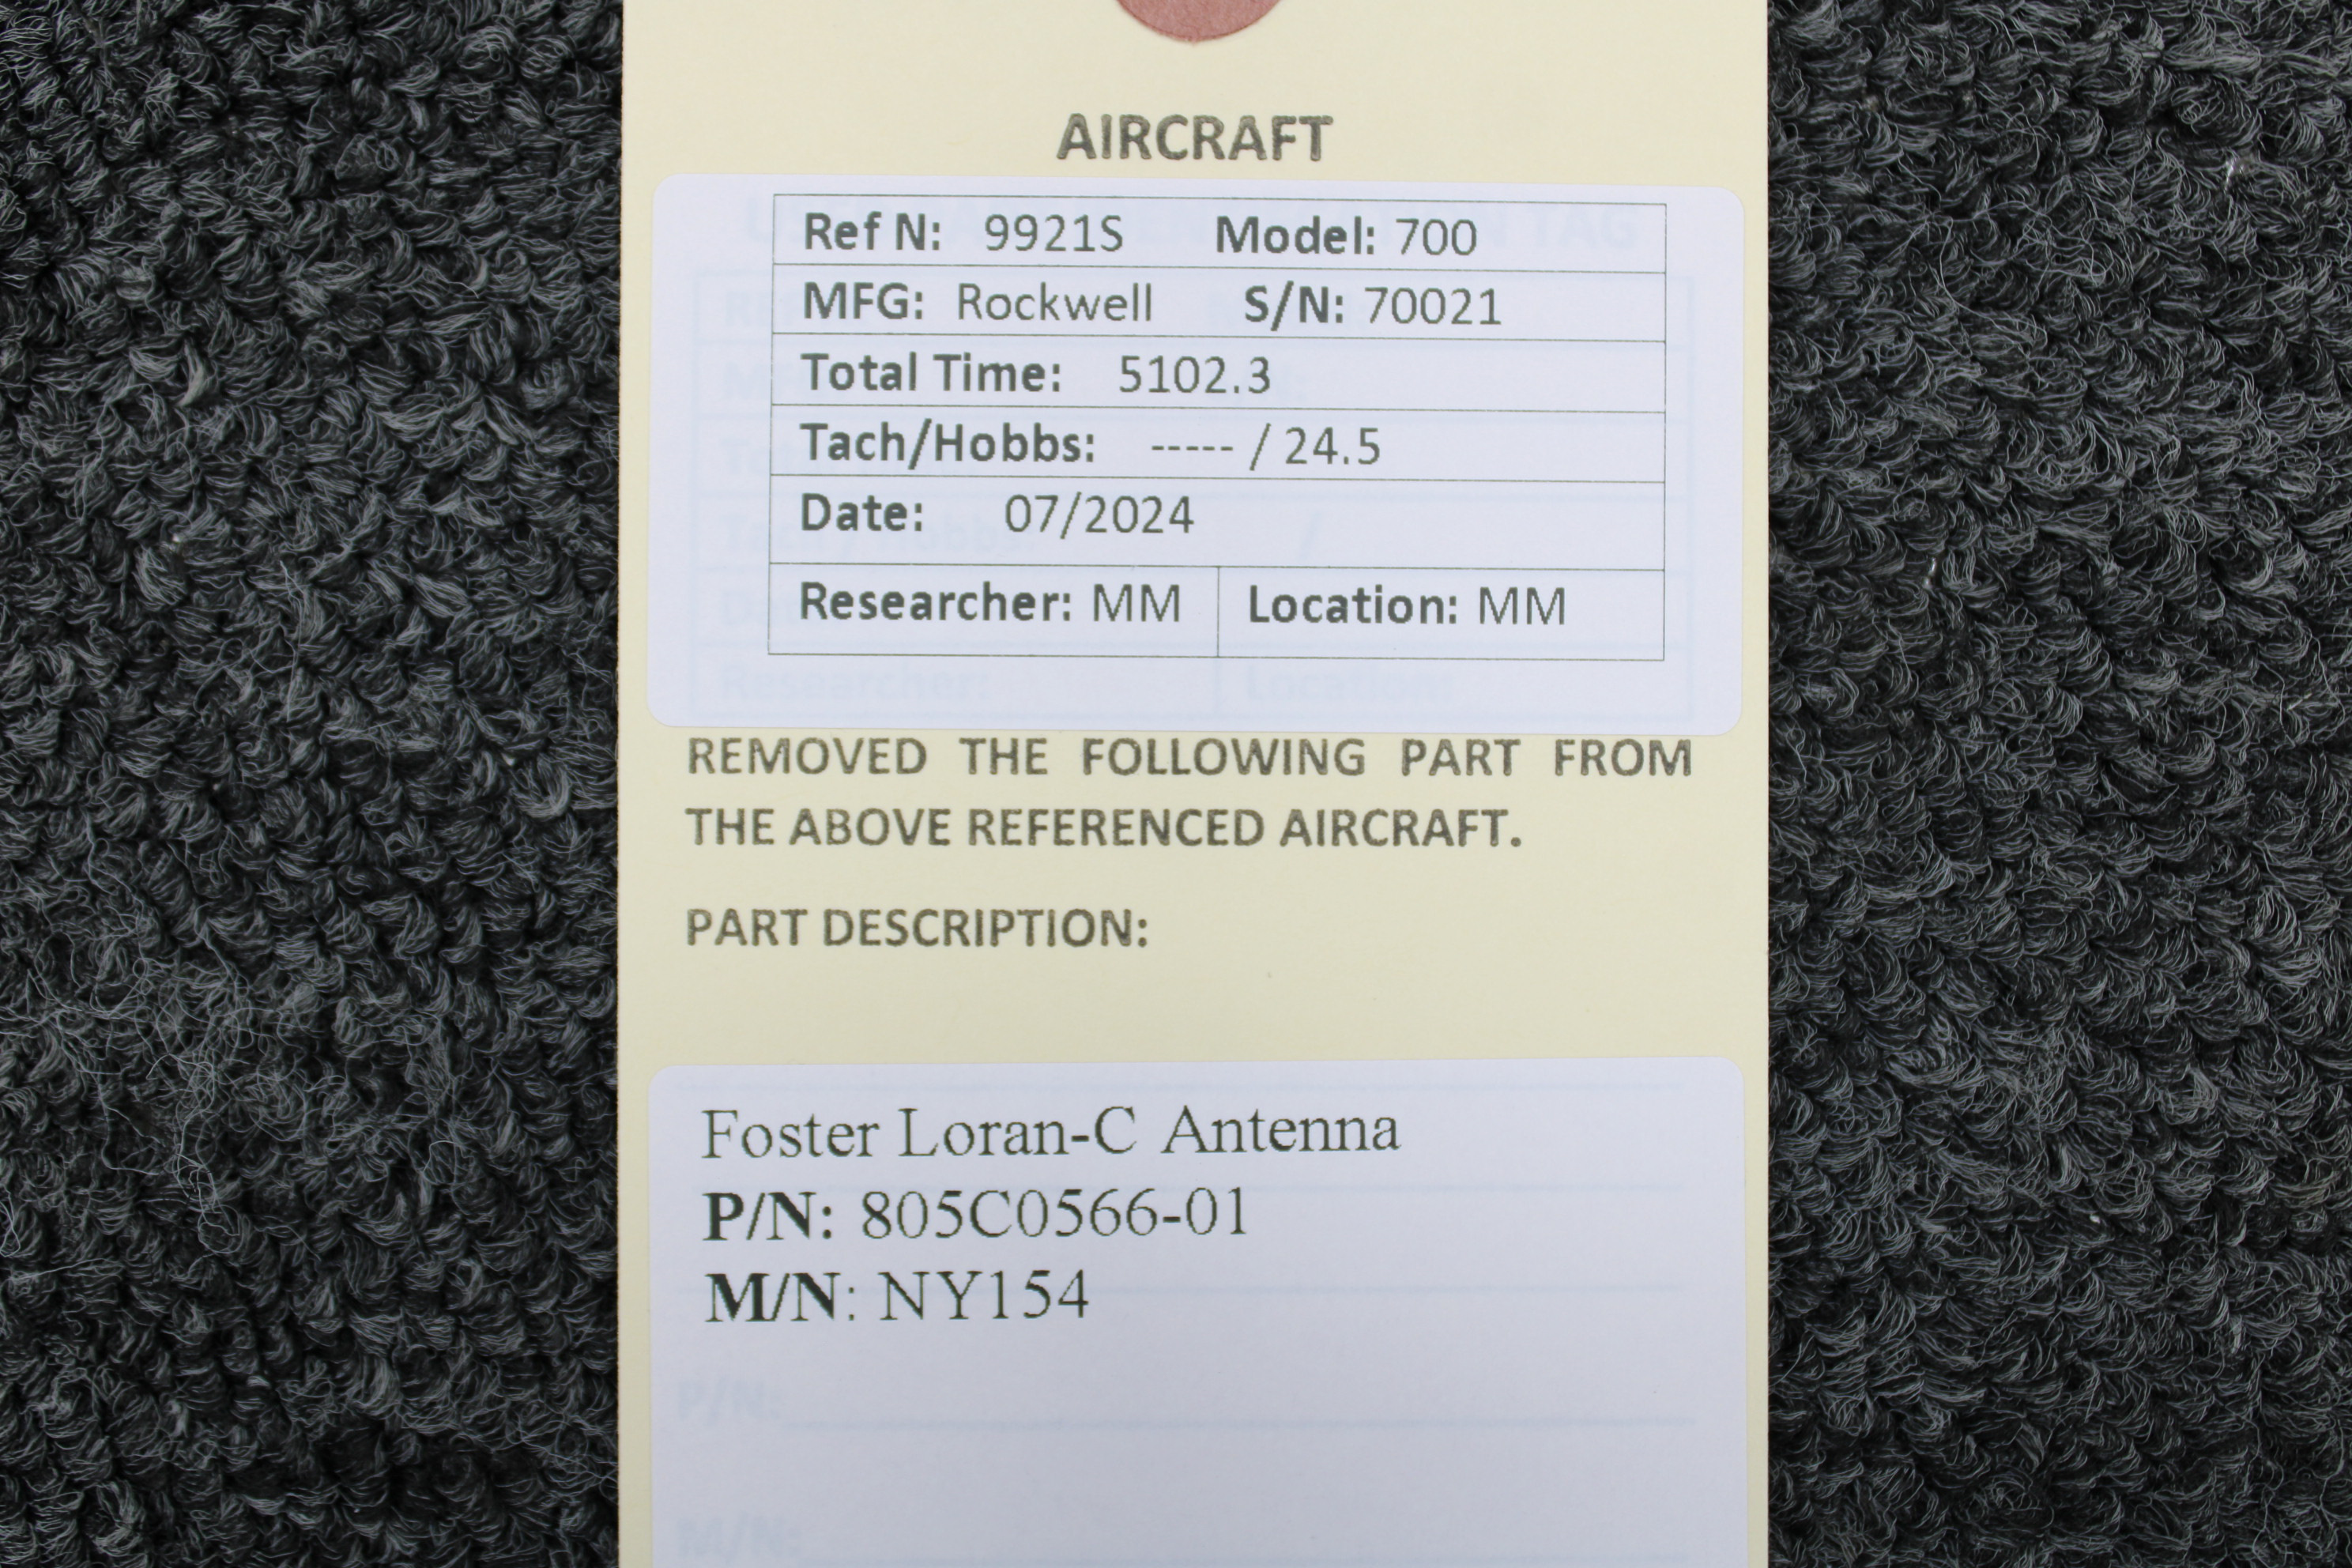 AIRCRAFT
Ref N: 9921S Model: 700
MFG: Rockwell S/N: 70021
Total Time: 5102.3
Tach/Hobbs: ----- / 24.5
Date: 07/2024
Researcher: MM Location: MM
REMOVED THE FOLLOWING PART FROM
THE ABOVE REFERENCED AIRCRAFT.
PART DESCRIPTION:
Foster Loran-C Antenna
P/N: 805C0566-01
M/N: NY154
P/N:
M/N: